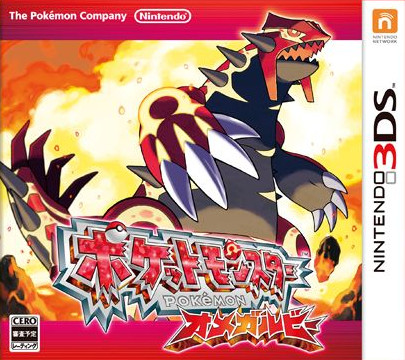 The Pokémon Company Nintendo
NINTENDO
NETWORK
NINTENDO 3DS
TM
ポケットモンスター
POKéMON
オメガルビー
CERO
審査予定
レーティング